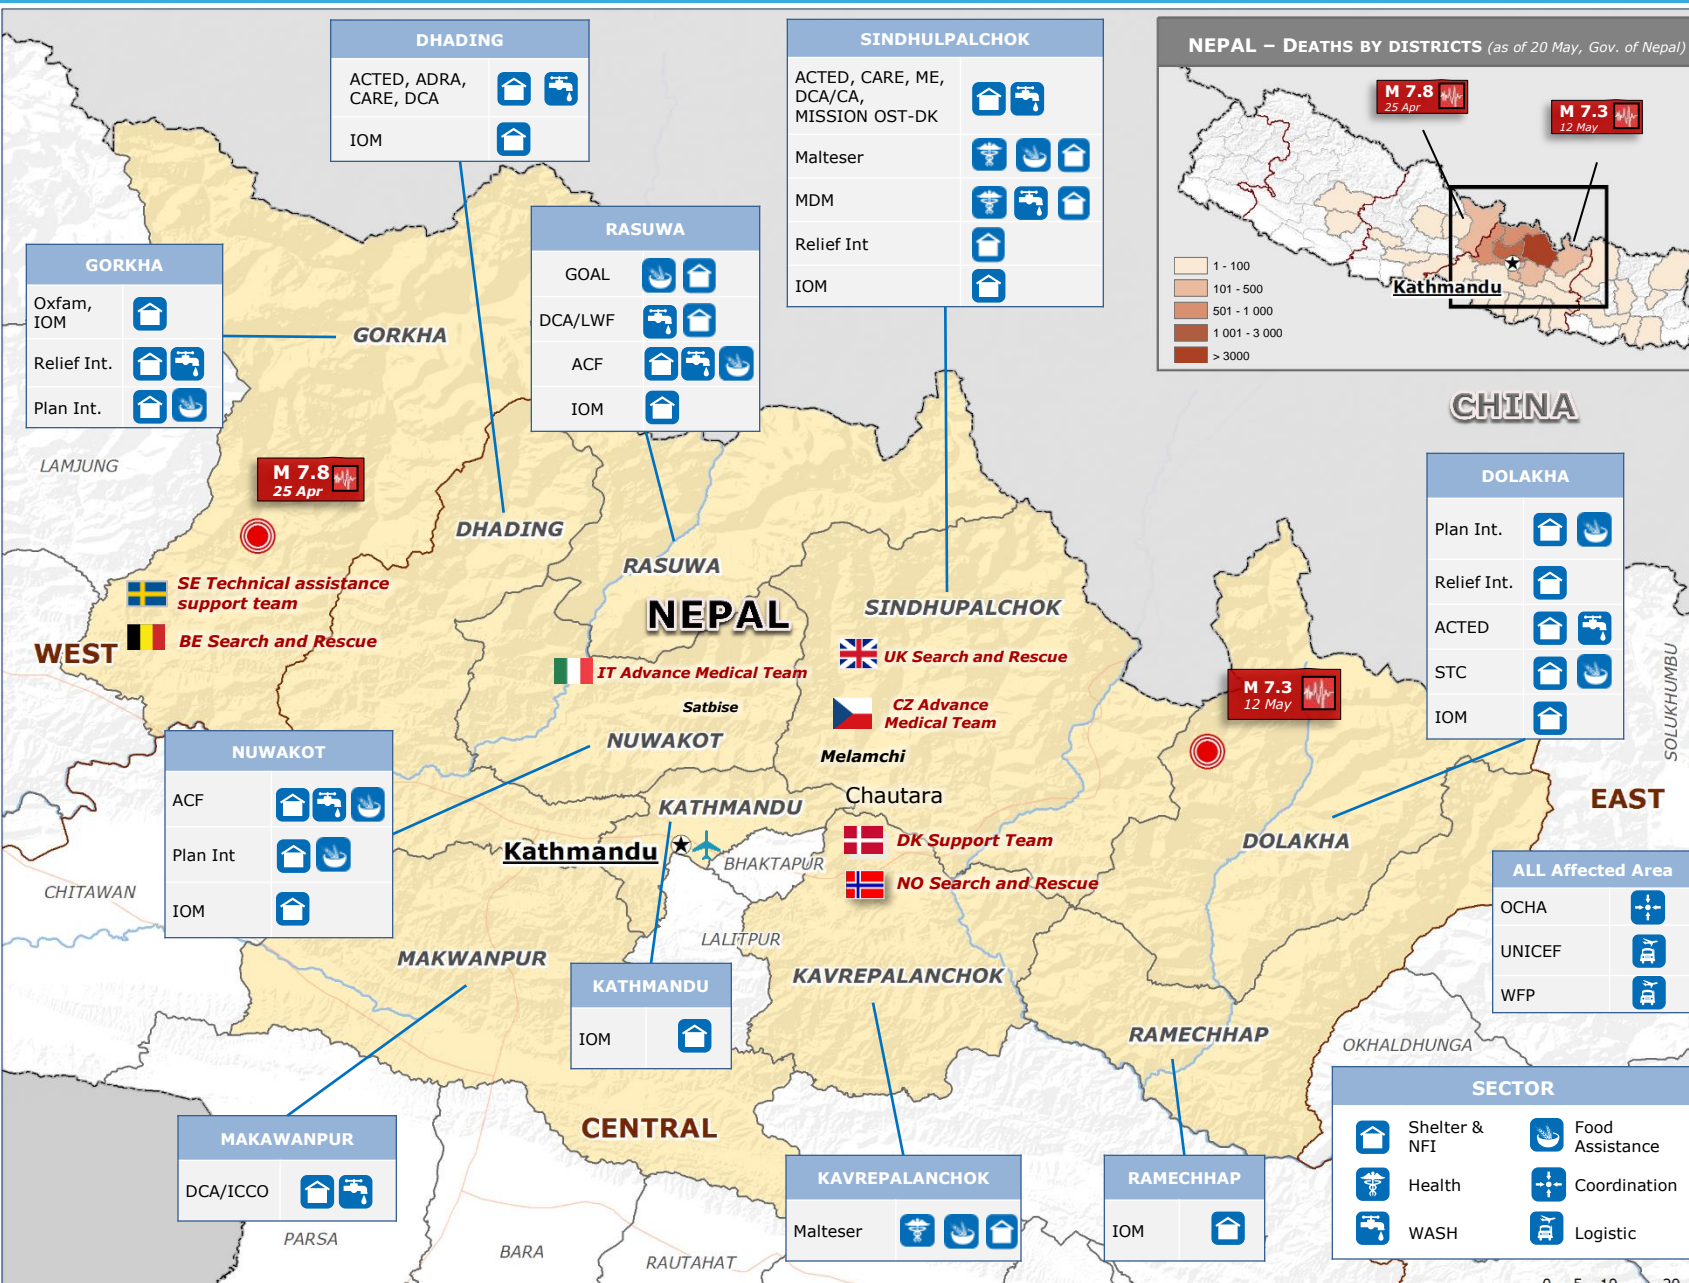 DHADING
ACTED, ADRA,
CARE, DCA
IOM
SINDHULPALCHOK
ACTED, CARE, ME,
DCA/CA,
MISSION OST-DK
Malteser
MDM
Relief Int
IOM
NEPAL – DEATHS BY DISTRICTS (as of 20 May, Gov. of Nepal)
M 7.8
25 Apr
M 7.3
12 May
Kathmandu
1 - 100
101 - 500
501 - 1 000
1 001 - 3 000
> 3000
RASUWA
GOAL
DCA/LWF
ACF
IOM
GORKHA
Oxfam,
IOM
Relief Int.
Plan Int.
GORKHA
CHINA
LAMJUNG
M 7.8
25 Apr
DHADING
RASUWA
NEPAL
SINDHUPALCHOK
DOLAKHA
Plan Int.
Relief Int.
ACTED
STC
IOM
SE Technical assistance
support team
BE Search and Rescue
WEST
IT Advance Medical Team
Satbise
NUWAKOT
UK Search and Rescue
CZ Advance
Medical Team
Melamchi
M 7.3
12 May
SOLUKHUMBU
EAST
NUWAKOT
ACF
Plan Int
IOM
KATHMANDU
Chautara
Kathmandu
BHAKTAPUR
DK Support Team
NO Search and Rescue
DOLAKHA
CHITAWAN
LALITPUR
MAKWANPUR
KAVREPALANCHOK
ALL Affected Area
OCHA
UNICEF
WFP
KATHMANDU
IOM
RAMECHHAP
OKHALDHUNGA
CENTRAL
MAKAWANPUR
DCA/ICCO
KAVREPALANCHOK
Malteser
RAMECHHAP
IOM
SECTOR
Shelter &
NFI
Food
Assistance
Health
Coordination
WASH
Logistic
PARSA
BARA
RAUTAHAT